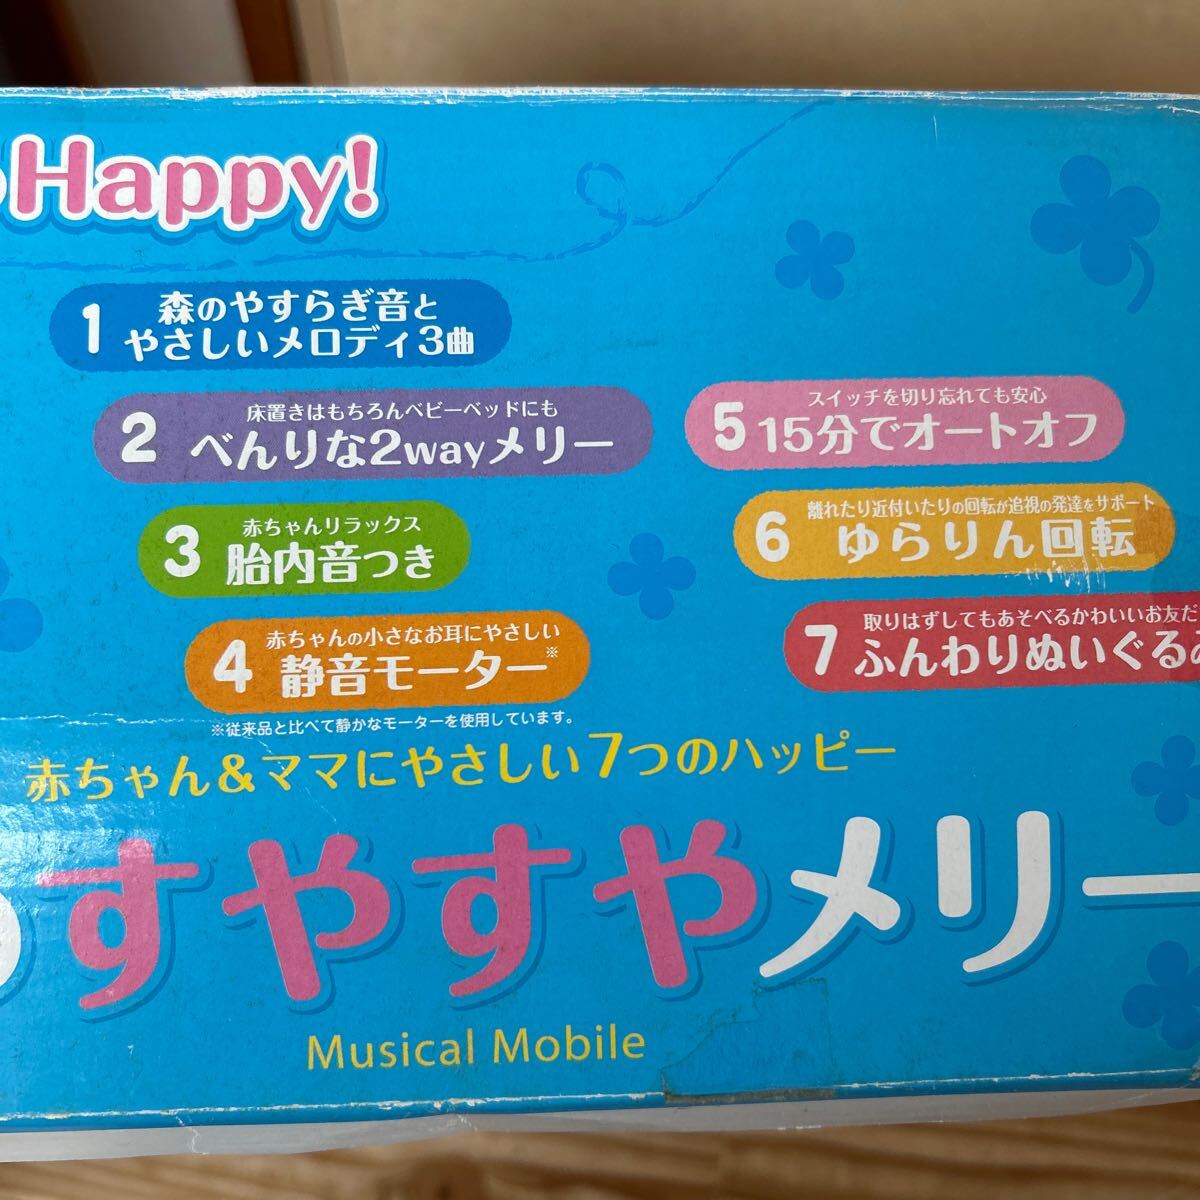 Happy!
1 森のやすらぎ音と
やさしいメロディ3曲
2 床置きはもちろんベビーベッドにも
べんりな2wayメリー
3 赤ちゃんリラックス
胎内音つき
4 赤ちゃんの小さなお耳にやさしい
静音モーター※
※従来品と比べて静かなモーターを使用しています。
5 スイッチを切り忘れても安心
15分でオートオフ
6 離れたり近付いたりの回転が追視の発達をサポート
ゆらりん回転
7 取りはずしてもあそべるかわいいお友だ
ふんわりぬいぐるみ
赤ちゃん&ママにやさしい7つのハッピー
すやすやメリー
Musical Mobile